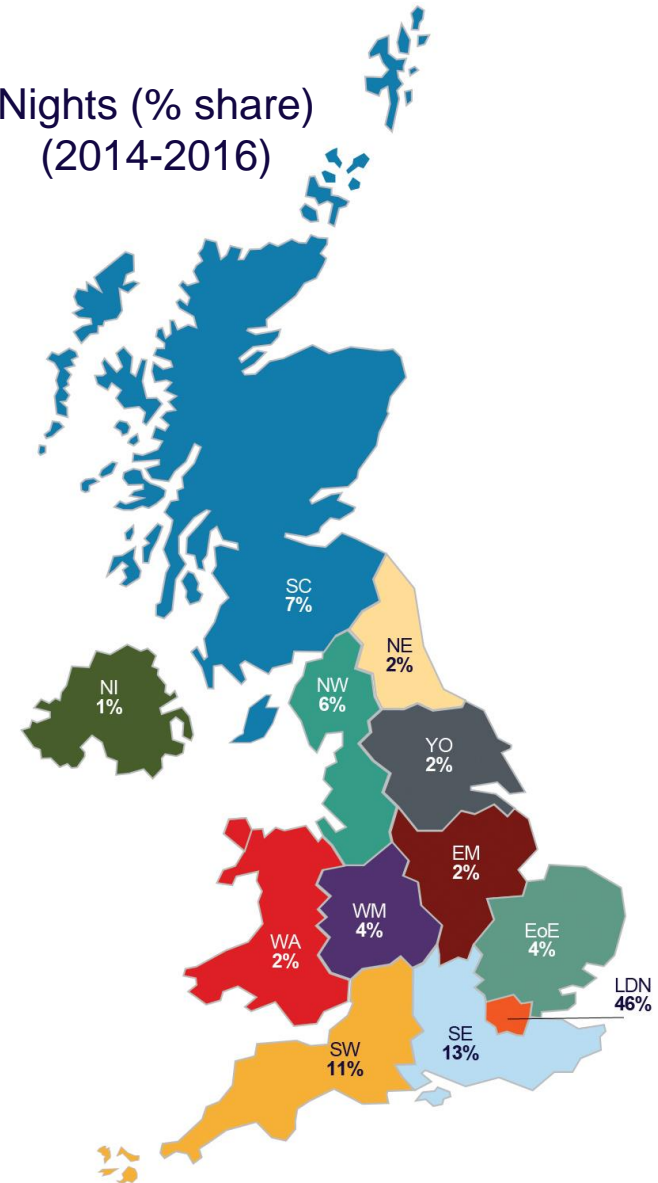 Nights (% share)
(2014-2016)
SC
7%
NE
2%
NI
1%
NW
6%
YO
2%
EM
2%
WM
4%
EoE
4%
WA
2%
LDN
46%
SE
13%
SW
11%